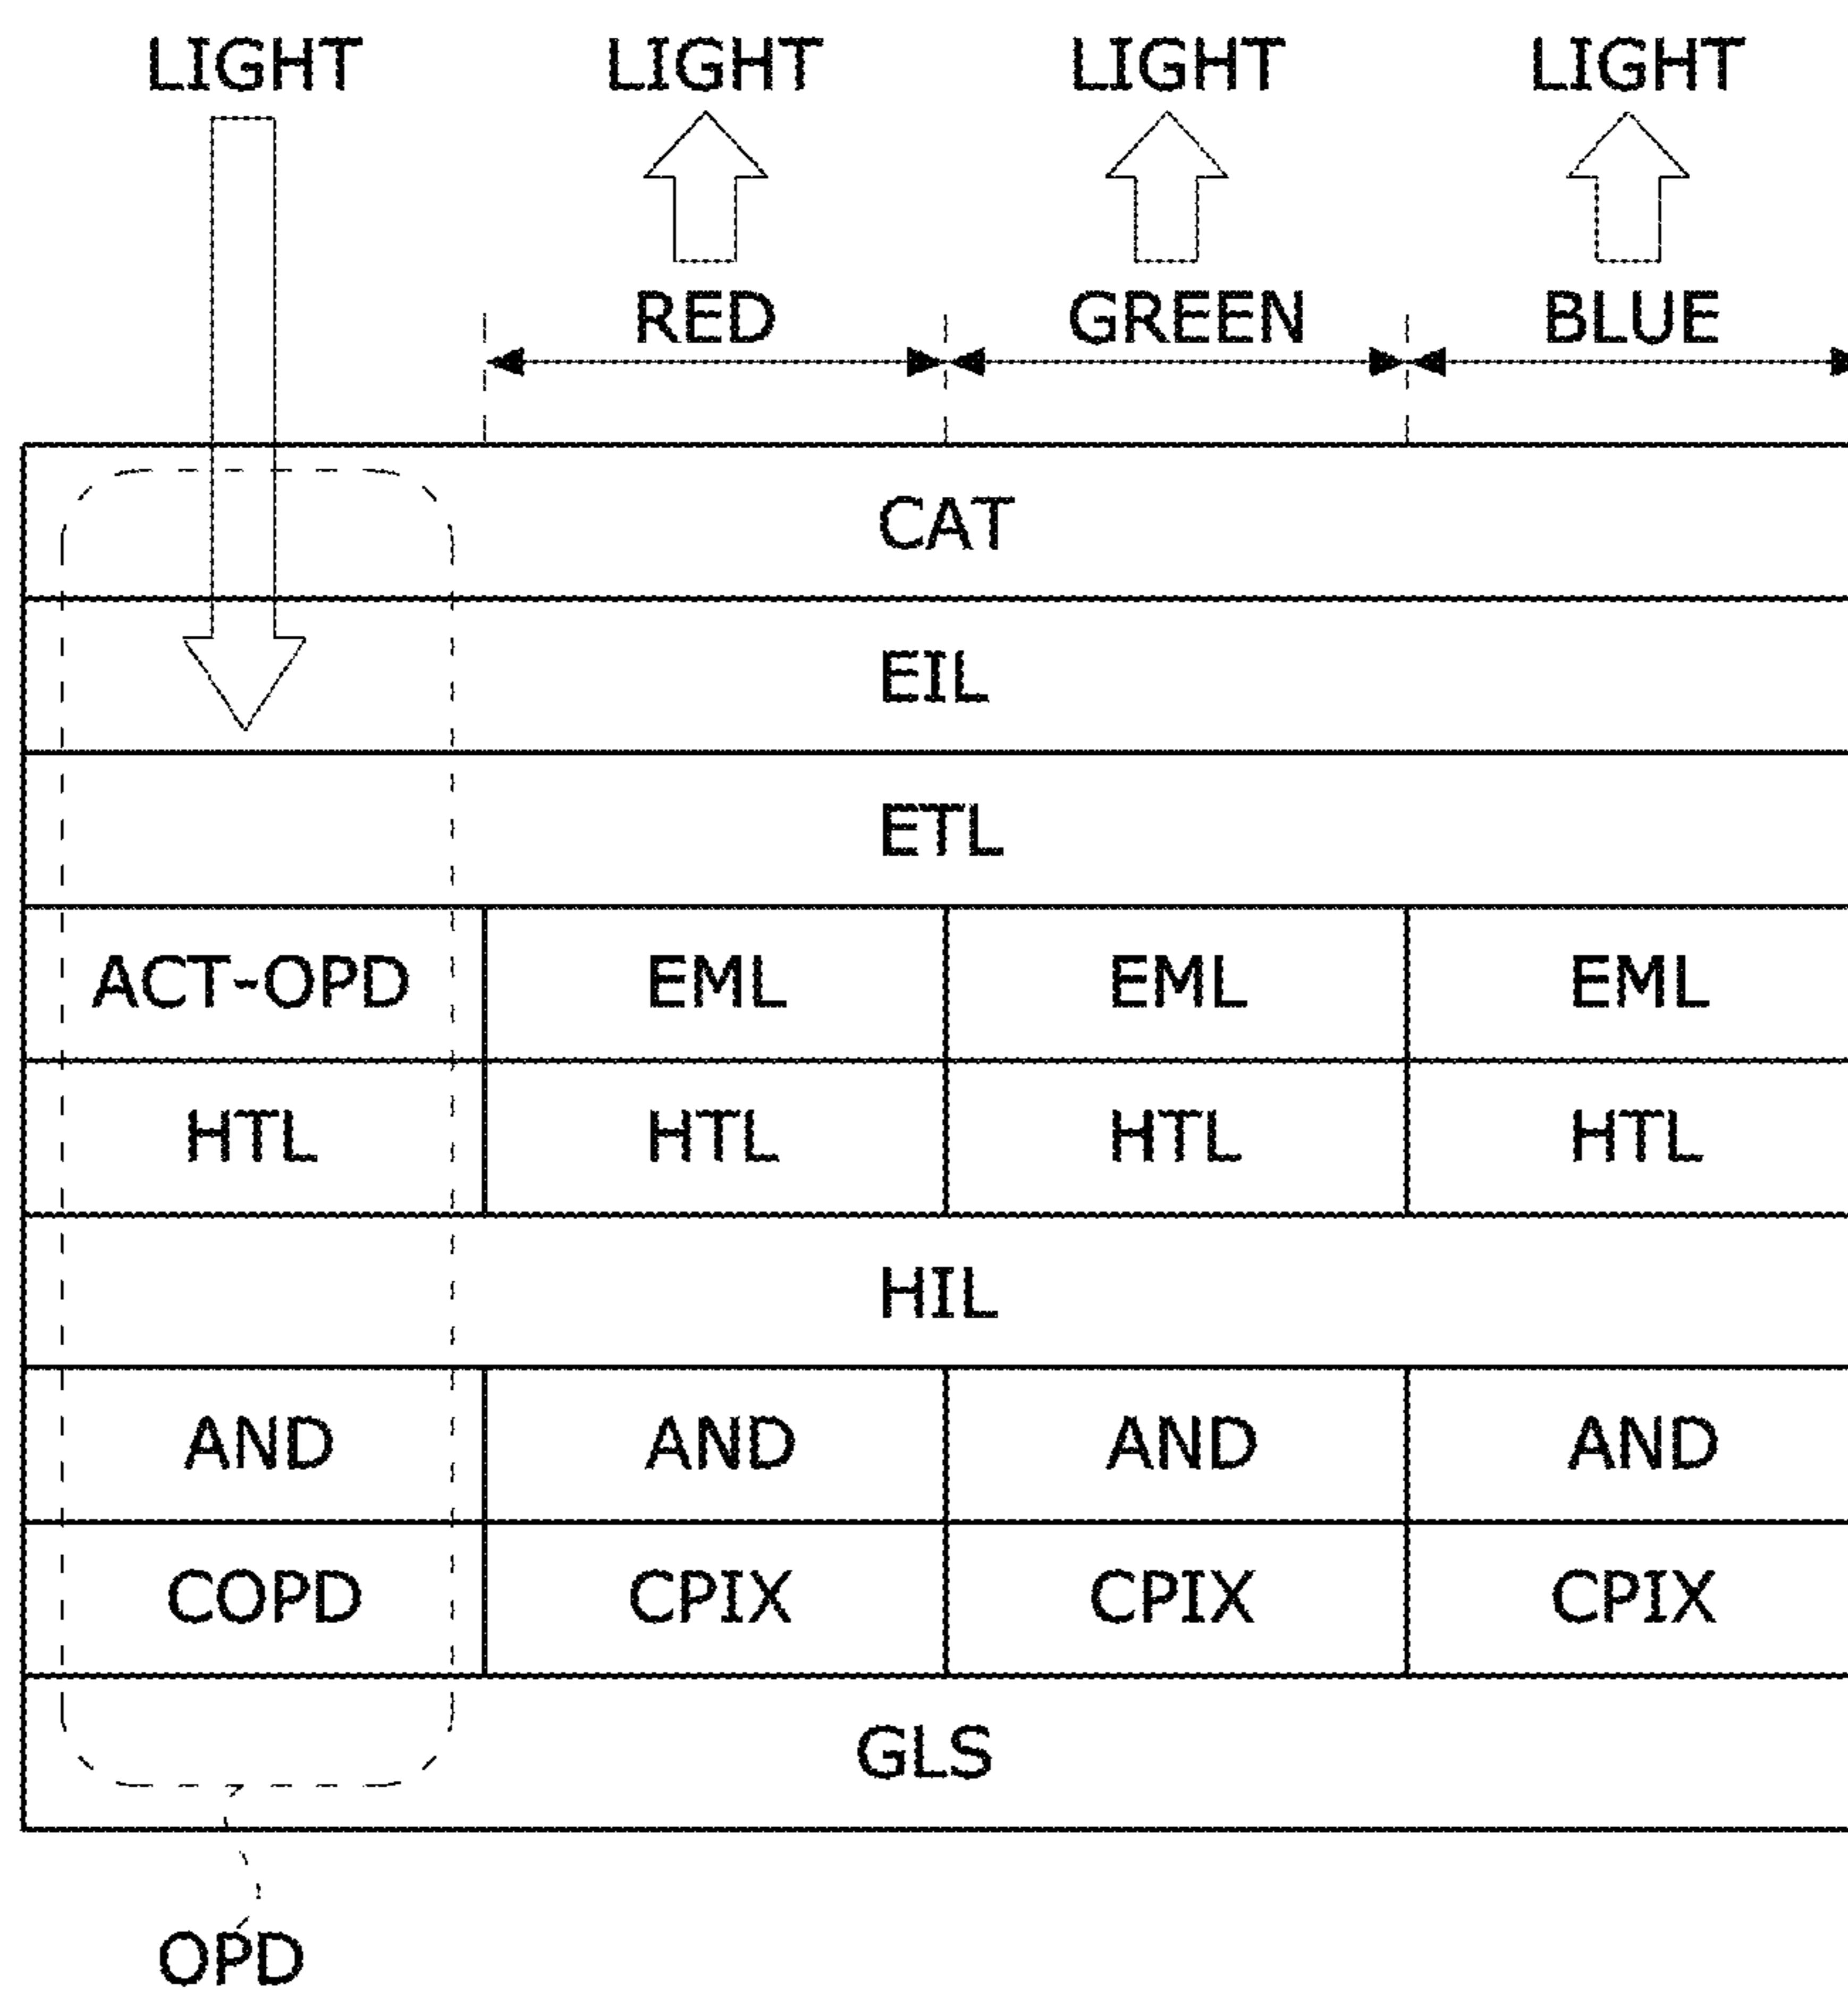 LIGHT LIGHT LIGHT LIGHT
RED GREEN BLUE
CAT
EIL
ETL
ACT-OPD EML EML EML
HTL HTL HTL HTL
HIL
AND AND AND AND
COPD CPIX CPIX CPIX
GLS
OPD